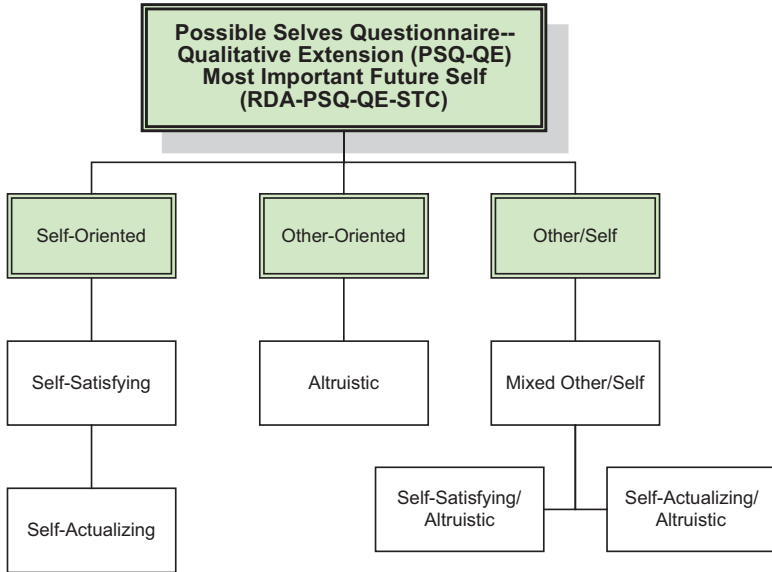 Possible Selves Questionnaire--
Qualitative Extension (PSQ-QE)
Most Important Future Self
(RDA-PSQ-QE-STC)
Self-Oriented
Other-Oriented
Other/Self
Self-Satisfying
Altruistic
Mixed Other/Self
Self-Actualizing
Self-Satisfying/
Altruistic
Self-Actualizing/
Altruistic